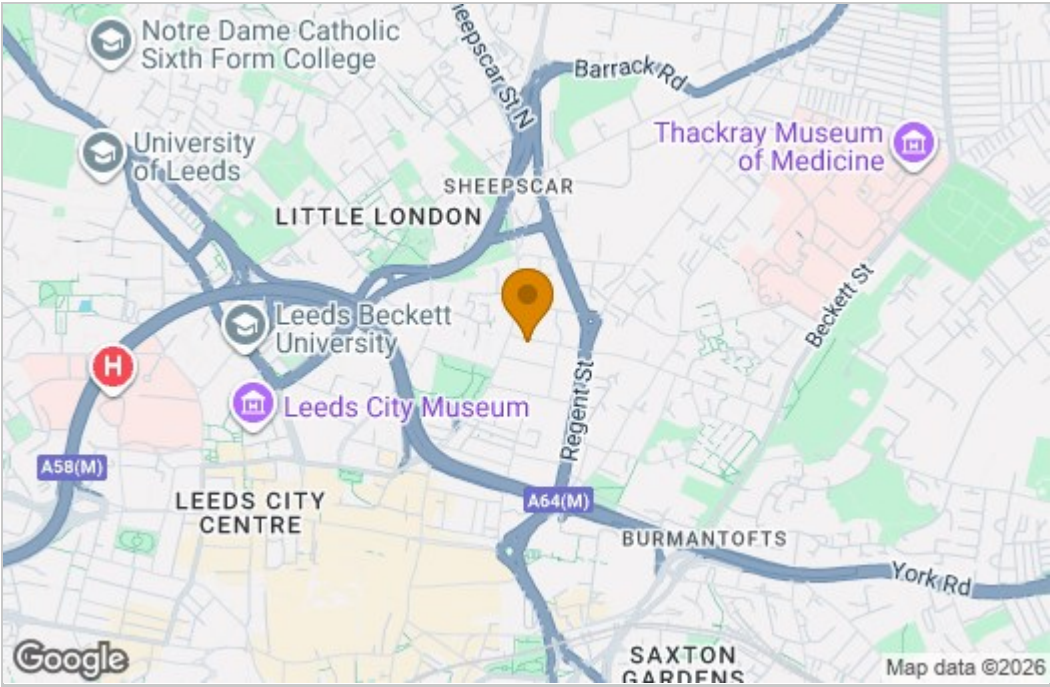 Notre Dame Catholic
Sixth Form College
eepscar St N
Barrack Rd
University
of Leeds
Thackray Museum
of Medicine
H
SHEEPSCAR
LITTLE LONDON
Beckett St
Leeds Beckett
University
Regent St
Leeds City Museum
A58(M)
LEEDS CITY
CENTRE
A64(M)
BURMANTOFTS
York Rd
SAXTON
GARDENS
Google
Map data ©2026